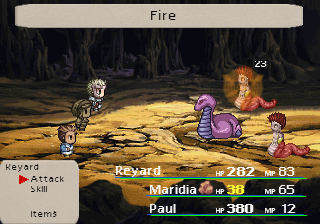 Fire
23
Reyard
Attack
Skill
Items
Reyard HP 282 MP 83
Maridia HP 38 MP 65
Paul HP 380 MP 12